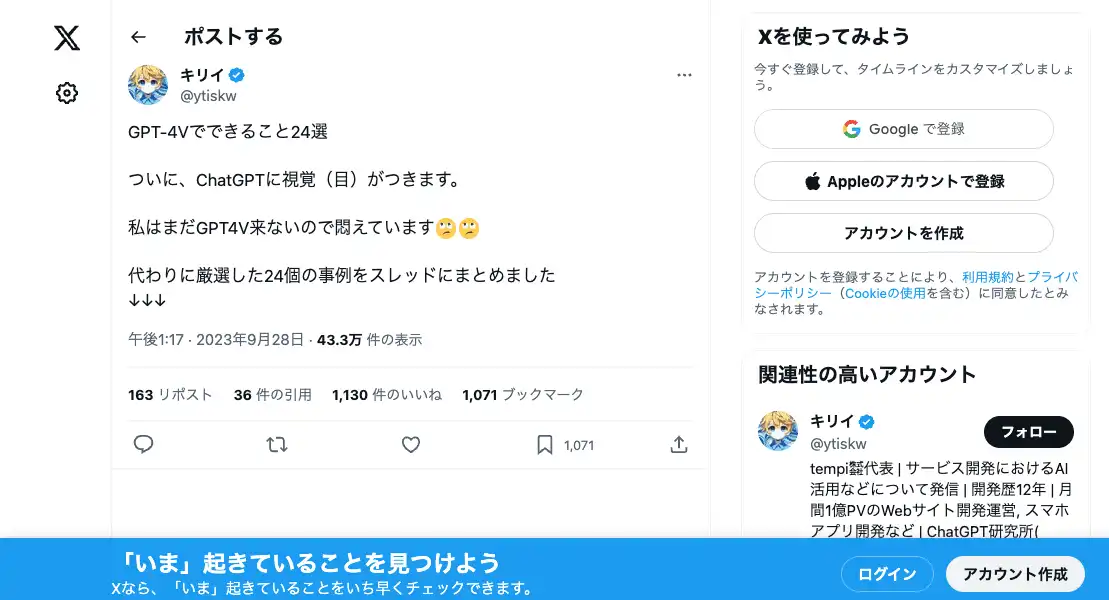 ポストする
キリイ
@ytiskw
GPT-4Vでできること24選
ついに、ChatGPTに視覚（目）がつきます。
私はまだGPT4V来ないので悶えています🙄🙄
代わりに厳選した24個の事例をスレッドにまとめました
↓↓↓
午後1:17 · 2023年9月28日 · 43.3万 件の表示
163 リポスト 36 件の引用 1,130 件のいいね 1,071 ブックマーク
1,071
Xを使ってみよう
今すぐ登録して、タイムラインをカスタマイズしましょ
う。
Google で登録
Appleのアカウントで登録
アカウントを作成
アカウントを登録することにより、利用規約とプライバ
シーポリシー（Cookieの使用を含む）に同意したとみ
なされます。
関連性の高いアカウント
キリイ
@ytiskw
フォロー
tempi㍿代表 | サービス開発におけるAI
活用などについて発信 | 開発歴12年 | 月
間1億PVのWebサイト開発運営, スマホ
アプリ開発など | ChatGPT研究所(
「いま」起きていることを見つけよう
Xなら、「いま」起きていることをいち早くチェックできます。
ログイン
アカウント作成